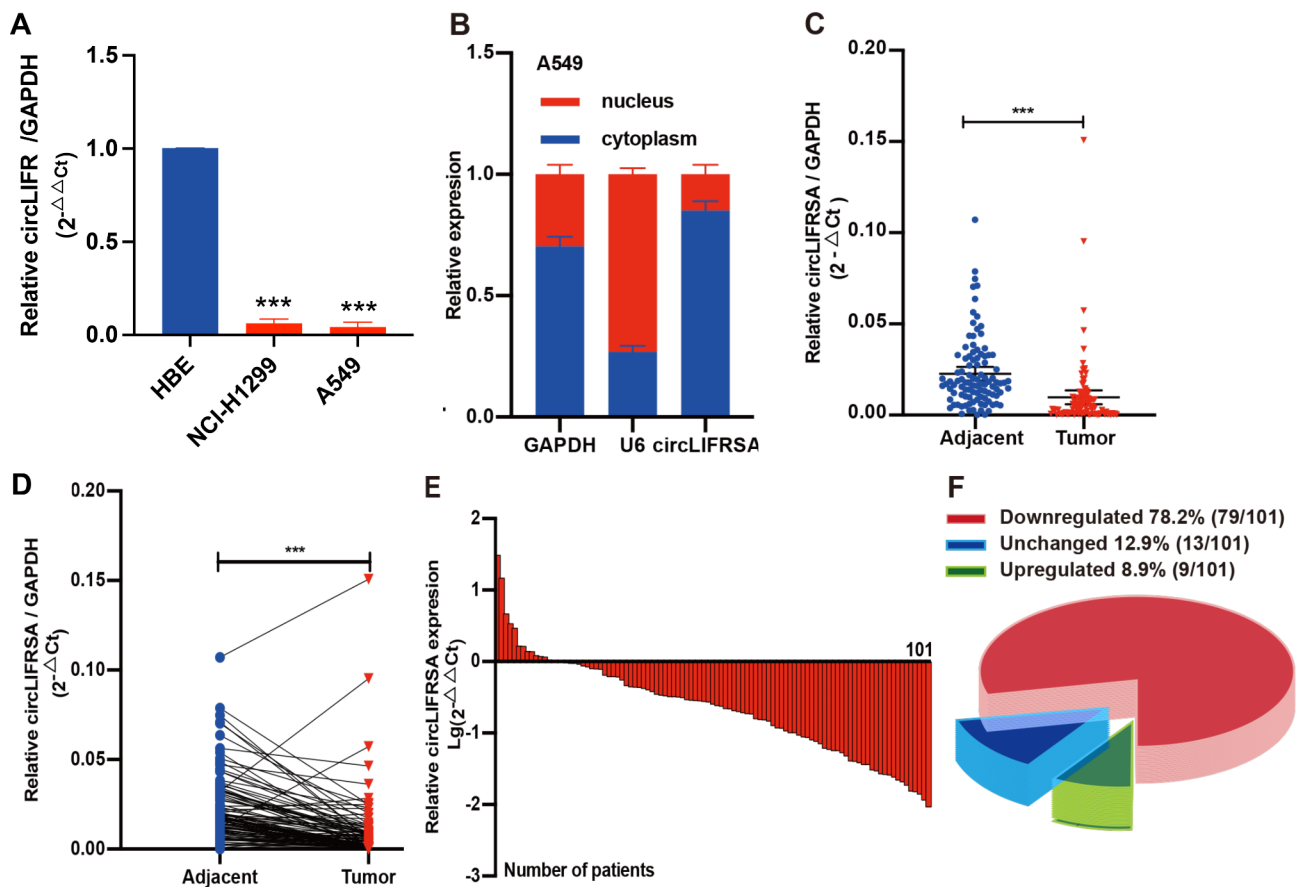 A
Relative circLIFR /GAPDH
(2-△△Ct)
1.5
1.0
0.5
0.0
***
***
HBE
NCI-H1299
A549
B
Relative expression
1.5
1.0
0.5
0.0
A549
nucleus
cytoplasm
GAPDH
U6
circLIFRSA
C
Relative circLIFRSA / GAPDH
(2 - △Ct )
0.20
0.15
0.10
0.05
0.00
***
Adjacent
Tumor
D
Relative circLIFRSA / GAPDH
(2-△Ct)
0.20
0.15
0.10
0.05
0.00
***
Adjacent
Tumor
E
Relative circLIFRSA expression
Lg(2-△△Ct)
2
1
0
-1
-2
-3
101
Number of patients
F
Downregulated 78.2% (79/101)
Unchanged 12.9% (13/101)
Upregulated 8.9% (9/101)